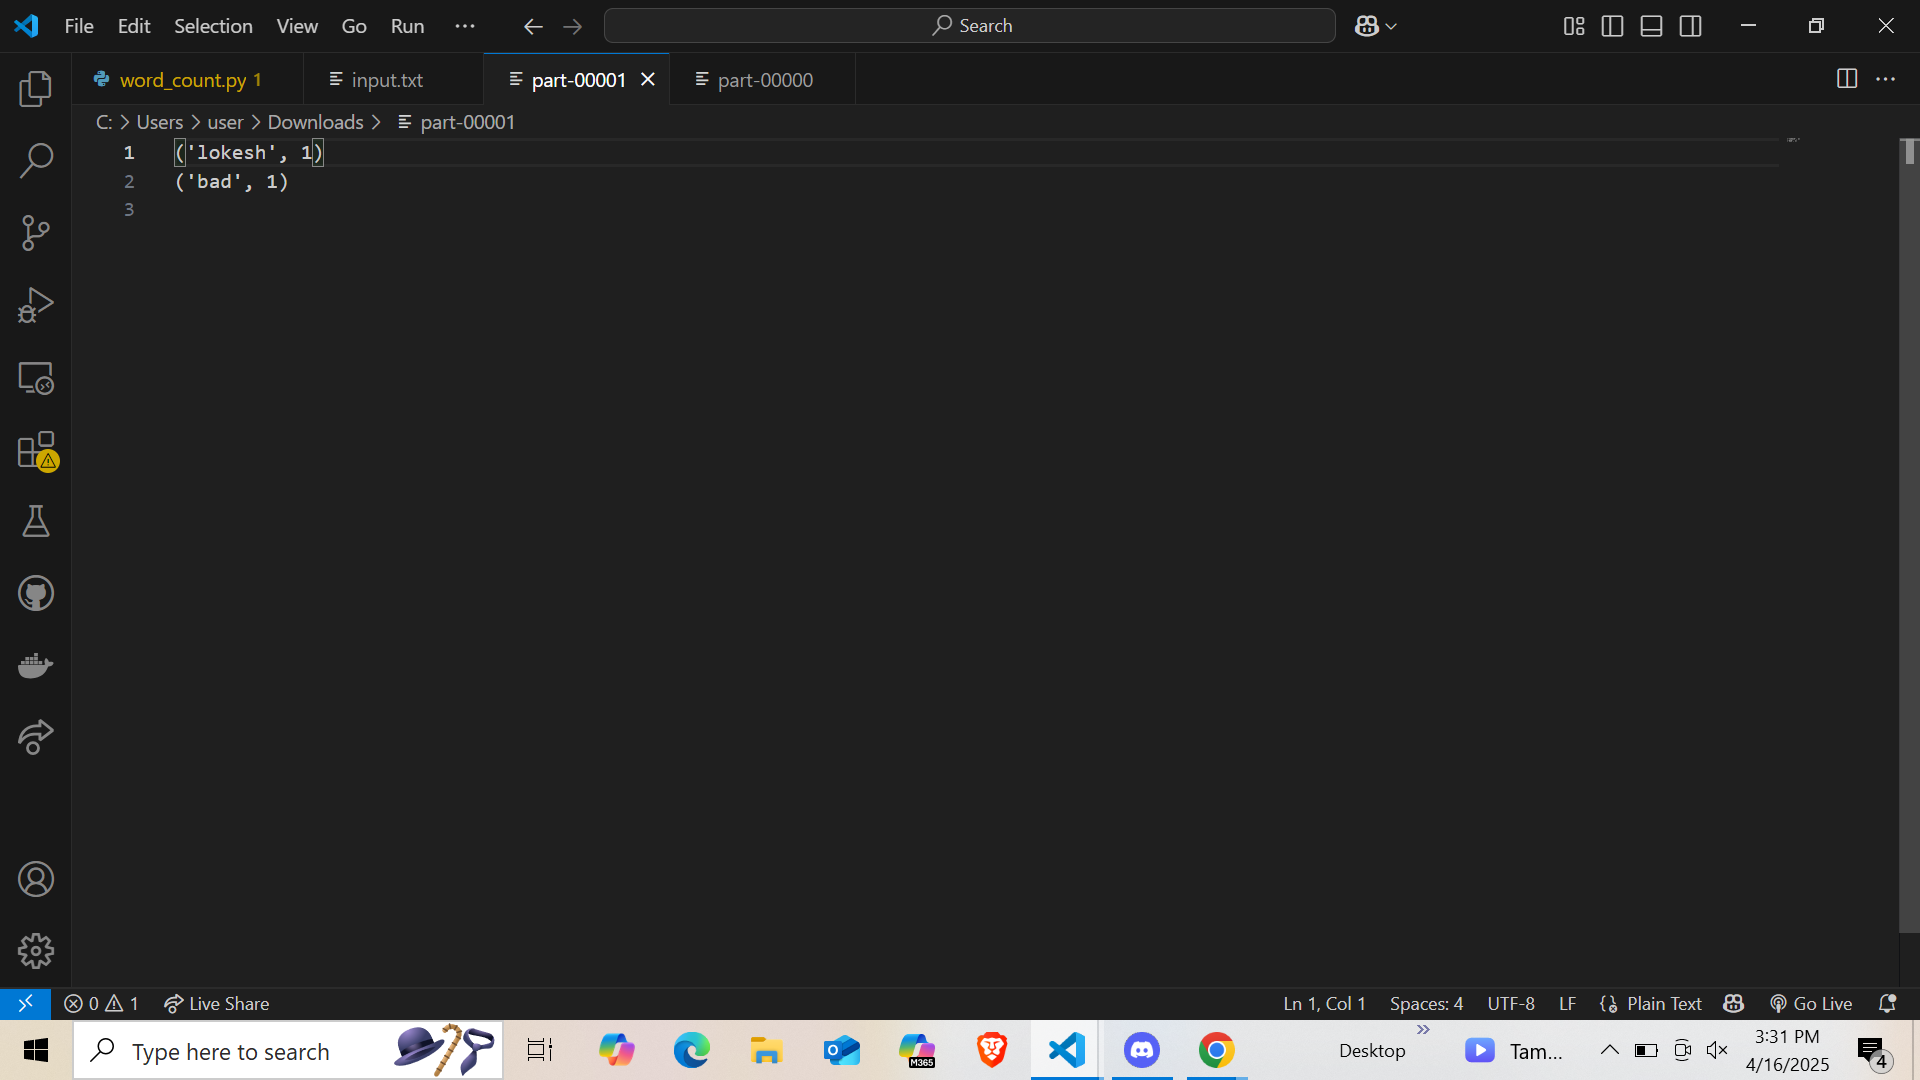 File Edit Selection View Go Run ··· Search
word_count.py 1 input.txt part-00001 part-00000
C: > Users > user > Downloads > part-00001
1 ('lokesh', 1)
2 ('bad', 1)
3
0 1 Live Share Ln 1, Col 1 Spaces: 4 UTF-8 LF Plain Text Go Live
Type here to search M365 Desktop Tam... 3:31 PM
4/16/2025 4